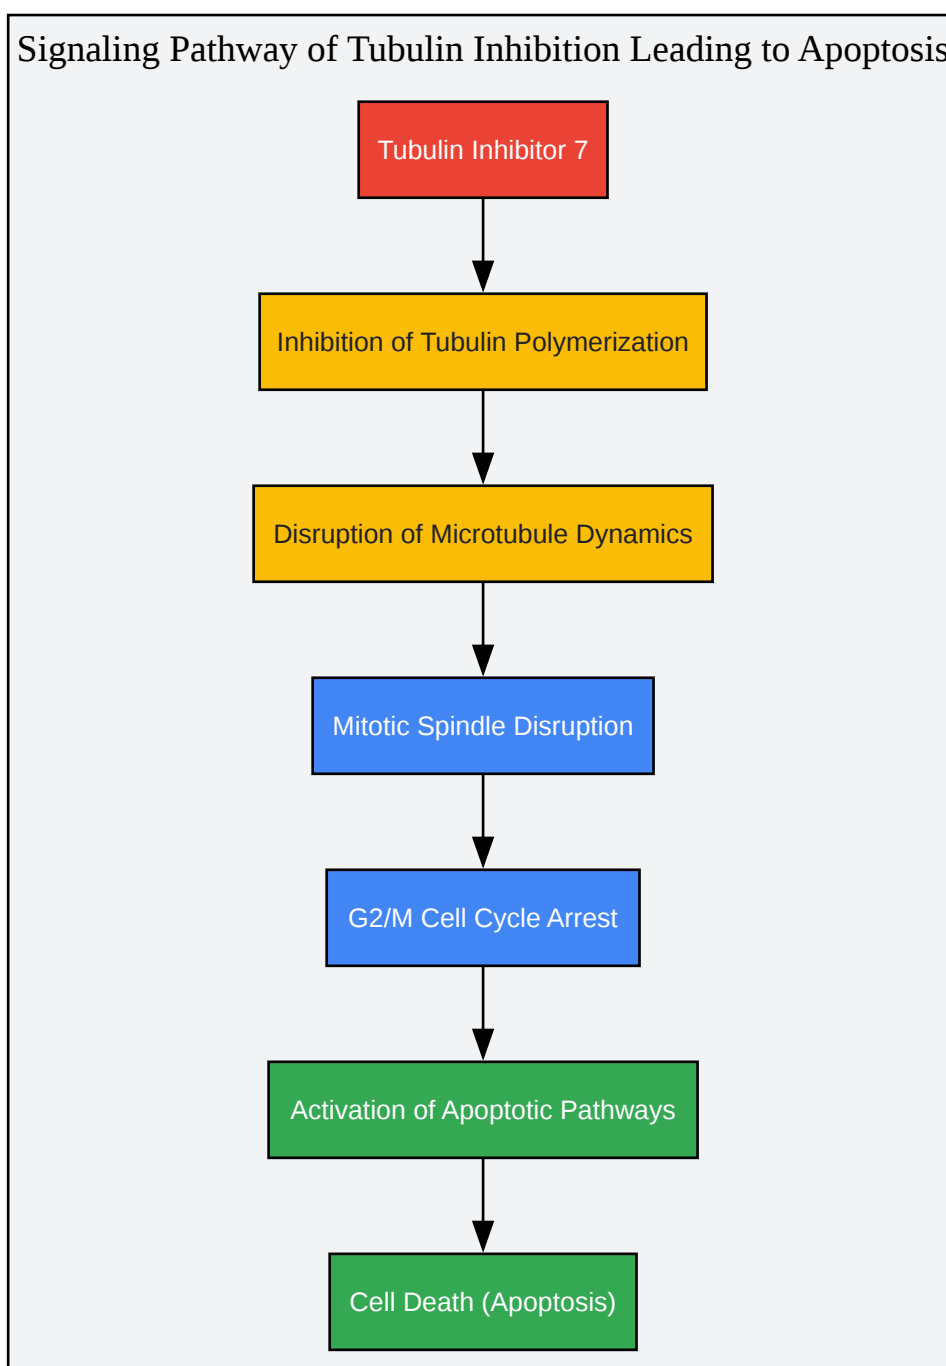 Signaling Pathway of Tubulin Inhibition Leading to Apoptosis
Tubulin Inhibitor 7
Inhibition of Tubulin Polymerization
Disruption of Microtubule Dynamics
Mitotic Spindle Disruption
G2/M Cell Cycle Arrest
Activation of Apoptotic Pathways
Cell Death (Apoptosis)